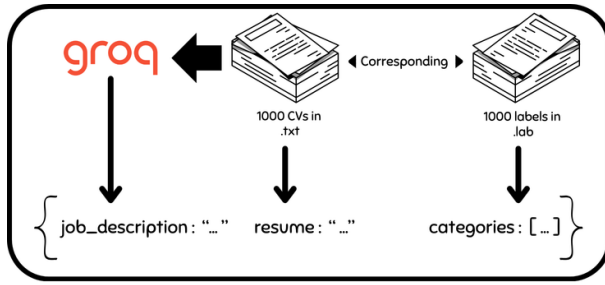 groq
Corresponding
1000 CVs in
.txt
1000 labels in
.lab
{ job_description: “...” resume: “...” categories: [...] }